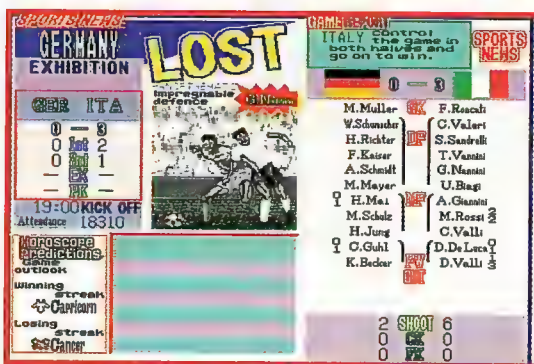 SPORTS NEWS
GERMANY
EXHIBITION
LOST
Impregnable
defence
GER ITA
0 — 3
0 1st 2
0 2nd 1
— EX —
— PK —
19:00 KICK OFF
Attendance 18310
Horoscope
Predictions
Game
outlook
Winning
streak
Capricorn
Losing
streak
Cancer
GAME REPORT
ITALY control
the game in
both halves and
go on to win.
SPORTS
NEWS
0 — 3
M. Muller GK F. Rascali
W. Schumacher DF C. Valeri
H. Richter S. Sandrelli
F. Kaiser T. Vannini
A. Schmidt G. Nannini
M. Mayer U. Biagi
H. Mai MF A. Giannini
M. Schulz M. Rossi
H. Jung C. Valli
C. Guhl D. De Luca
K. Becker FW D. Valli
2 SHOOT 6
0 CK 0
0 FK 0